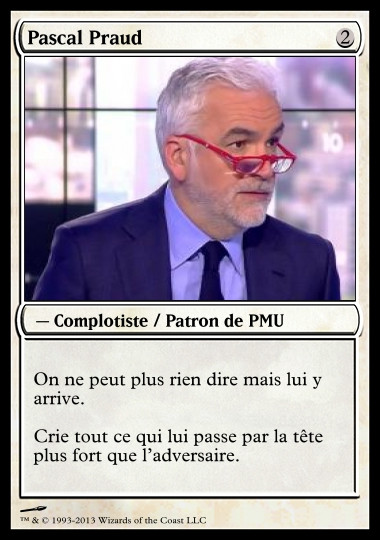 Pascal Praud 2
10
— Complotiste / Patron de PMU
On ne peut plus rien dire mais lui y
arrive.
Crie tout ce qui lui passe par la tête
plus fort que l'adversaire.
™ & © 1993-2013 Wizards of the Coast LLC